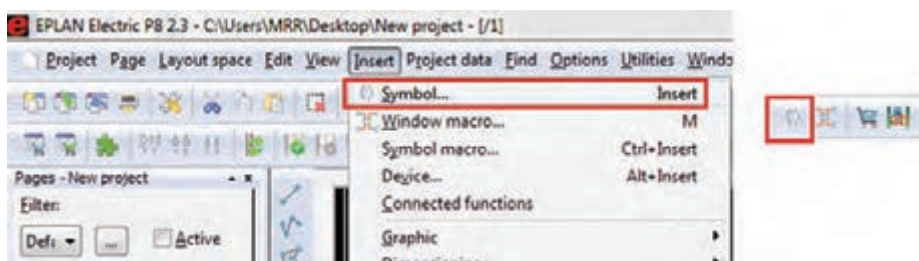 EPLAN Electric P8 2.3 - C:\Users\MRR\Desktop\New project - [/1]
Project Page Layout space Edit View Insert Project data Find Options Utilities
Symbol... Insert
Window macro... M
Symbol macro... Ctrl+Insert
Device... Alt+Insert
Connected functions
Graphic
Pages - New project
Filter:
... Active